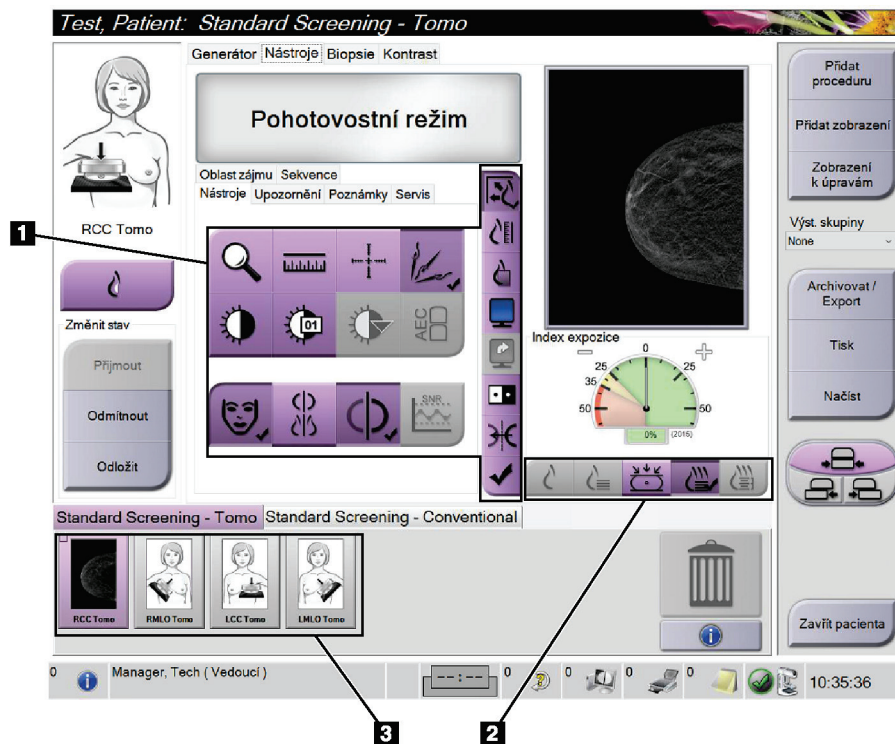 Test, Patient: Standard Screening - Tomo
Generátor Nástroje Biopsie Kontrast
Pohotovostní režim
Oblast zájmu Sekvence
Nástroje Upozornění Poznámky Servis
RCC Tomo
Změnit stav
Přijmout
Odmítnout
Odložit
1
01
AEC
SNR
Index expozice
0
25 25
35
50 50
0% (2016)
Přidat
proceduru
Přidat zobrazení
Zobrazení
k úpravám
Výst. skupiny
None
Archivovat /
Export
Tisk
Načíst
Standard Screening - Tomo Standard Screening - Conventional
RCC Tomo RMLO Tomo LCC Tomo LMLO Tomo
Zavřít pacienta
0 Manager, Tech ( Vedoucí ) --:-- 0 0 0 0 10:35:36
3 2